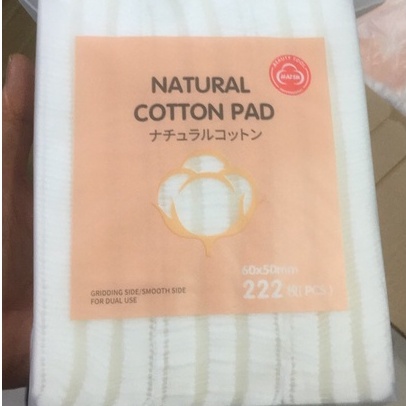 NATURAL
COTTON PAD
ナチュラルコットン
60x50mm
222
GRIDDING SIDE/SMOOTH SIDE
FOR DUAL USE